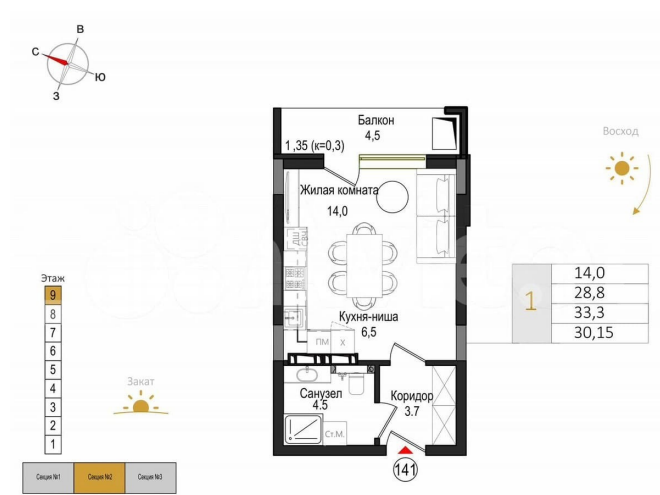 В
С
Ю
З
Балкон
4,5
1,35 (к=0,3)
Восход
Жилая комната
14,0
ДШ
СВЧ
Этаж
9
8
7
6
5
4
3
2
1
Кухня-ниша
6,5
ПМ
Х
1
14,0
28,8
33,3
30,15
Закат
Санузел
4.5
Коридор
3.7
Ст.М.
141
Секция №1
Секция №2
Секция №3